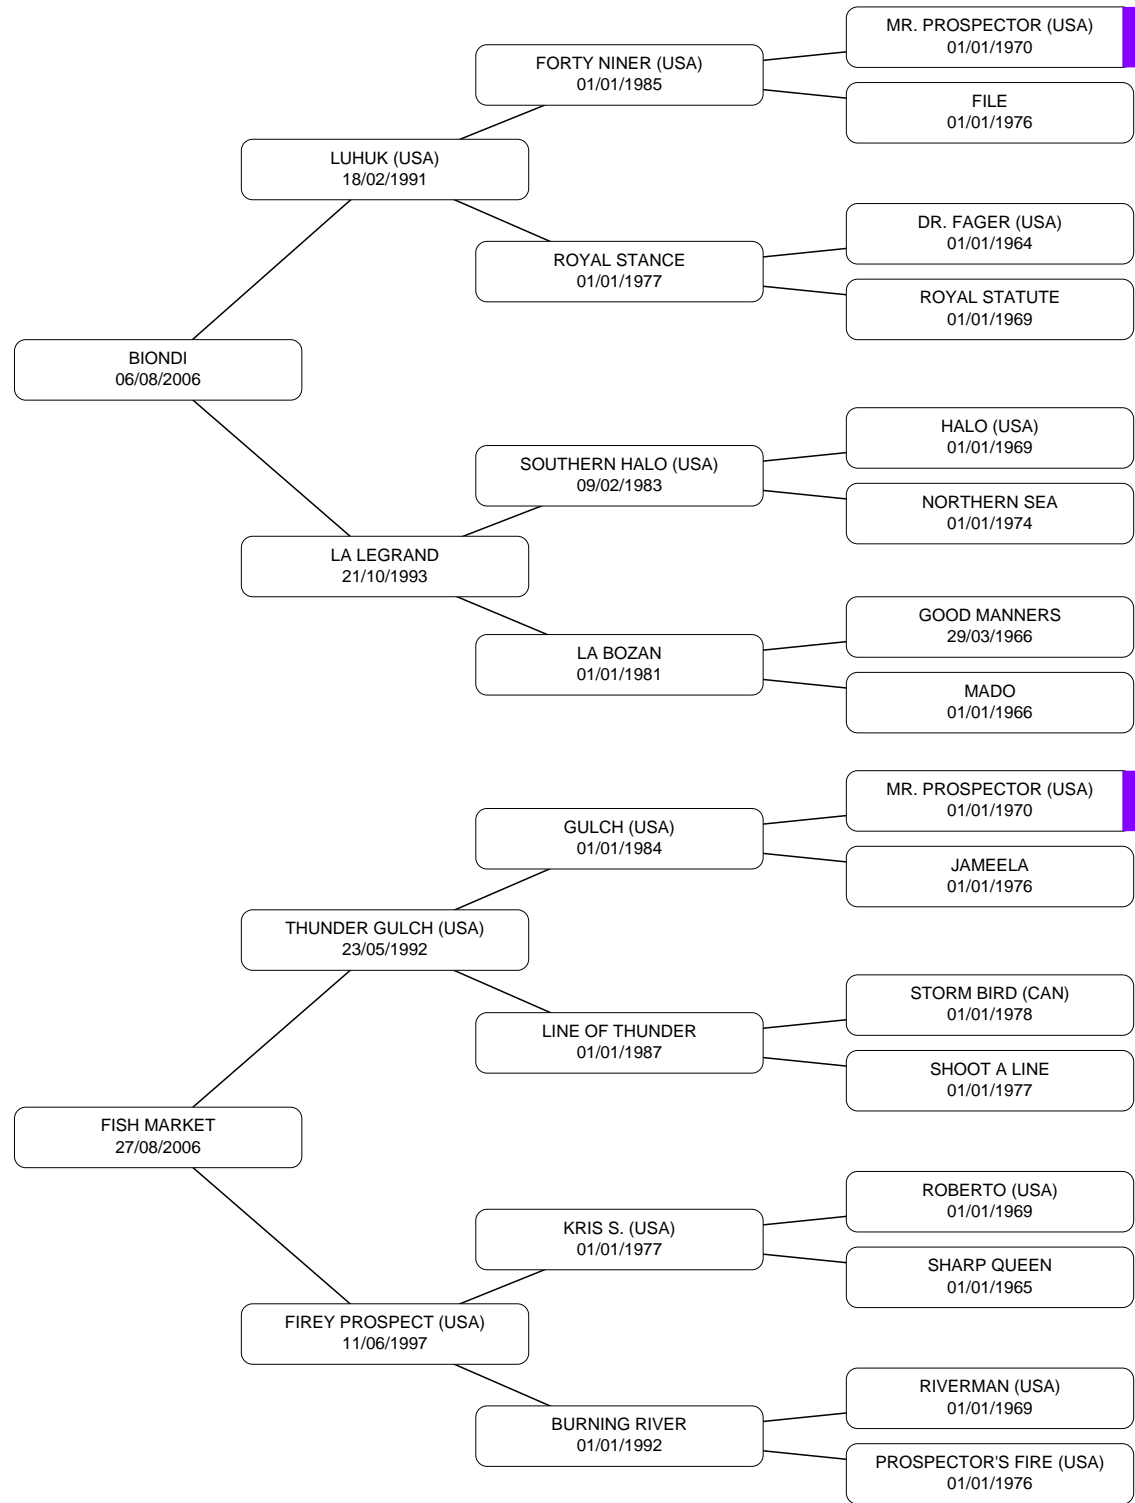 MR. PROSPECTOR (USA)
01/01/1970
FORTY NINER (USA)
01/01/1985
FILE
01/01/1976
LUHUK (USA)
18/02/1991
DR. FAGER (USA)
01/01/1964
ROYAL STANCE
01/01/1977
ROYAL STATUTE
01/01/1969
BIONDI
06/08/2006
HALO (USA)
01/01/1969
SOUTHERN HALO (USA)
09/02/1983
NORTHERN SEA
01/01/1974
LA LEGRAND
21/10/1993
GOOD MANNERS
29/03/1966
LA BOZAN
01/01/1981
MADO
01/01/1966
MR. PROSPECTOR (USA)
01/01/1970
GULCH (USA)
01/01/1984
JAMEELA
01/01/1976
THUNDER GULCH (USA)
23/05/1992
STORM BIRD (CAN)
01/01/1978
LINE OF THUNDER
01/01/1987
SHOOT A LINE
01/01/1977
FISH MARKET
27/08/2006
ROBERTO (USA)
01/01/1969
KRIS S. (USA)
01/01/1977
SHARP QUEEN
01/01/1965
FIREY PROSPECT (USA)
11/06/1997
RIVERMAN (USA)
01/01/1969
BURNING RIVER
01/01/1992
PROSPECTOR'S FIRE (USA)
01/01/1976